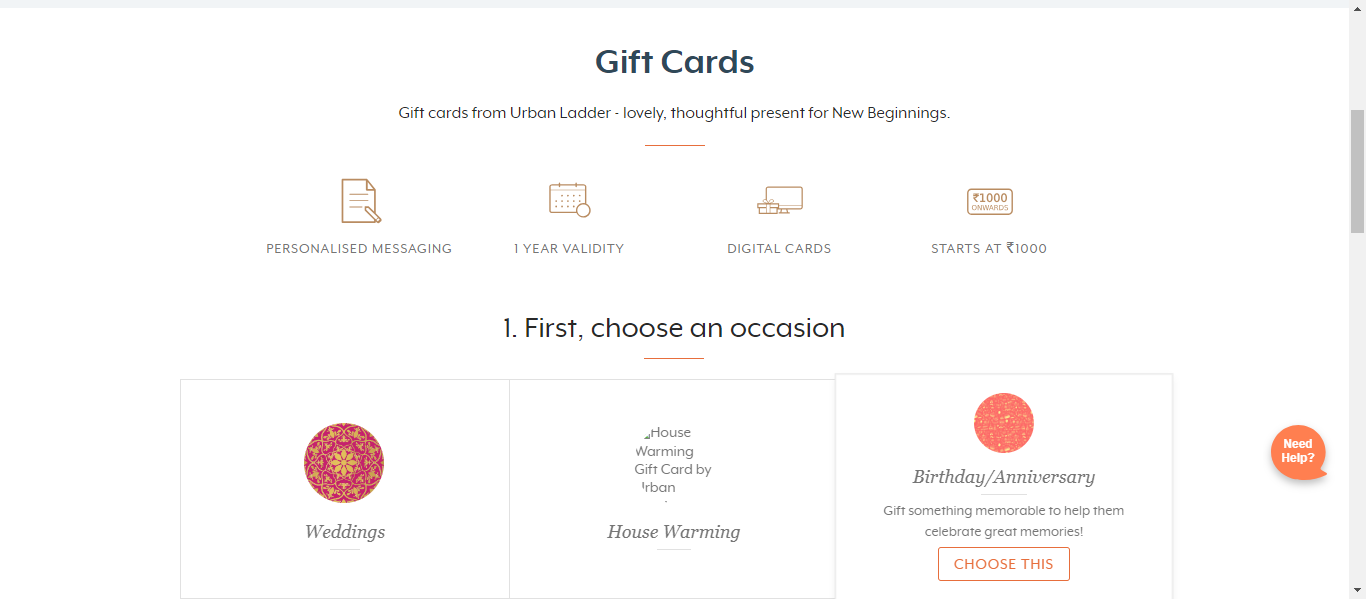 Gift Cards
Gift cards from Urban Ladder - lovely, thoughtful present for New Beginnings.
₹1000
ONWARDS
PERSONALISED MESSAGING
1 YEAR VALIDITY
DIGITAL CARDS
STARTS AT ₹1000
1. First, choose an occasion
House
Warming
Gift Card by
Urban
Weddings
House Warming
Birthday/Anniversary
Gift something memorable to help them
celebrate great memories!
CHOOSE THIS
Need
Help?